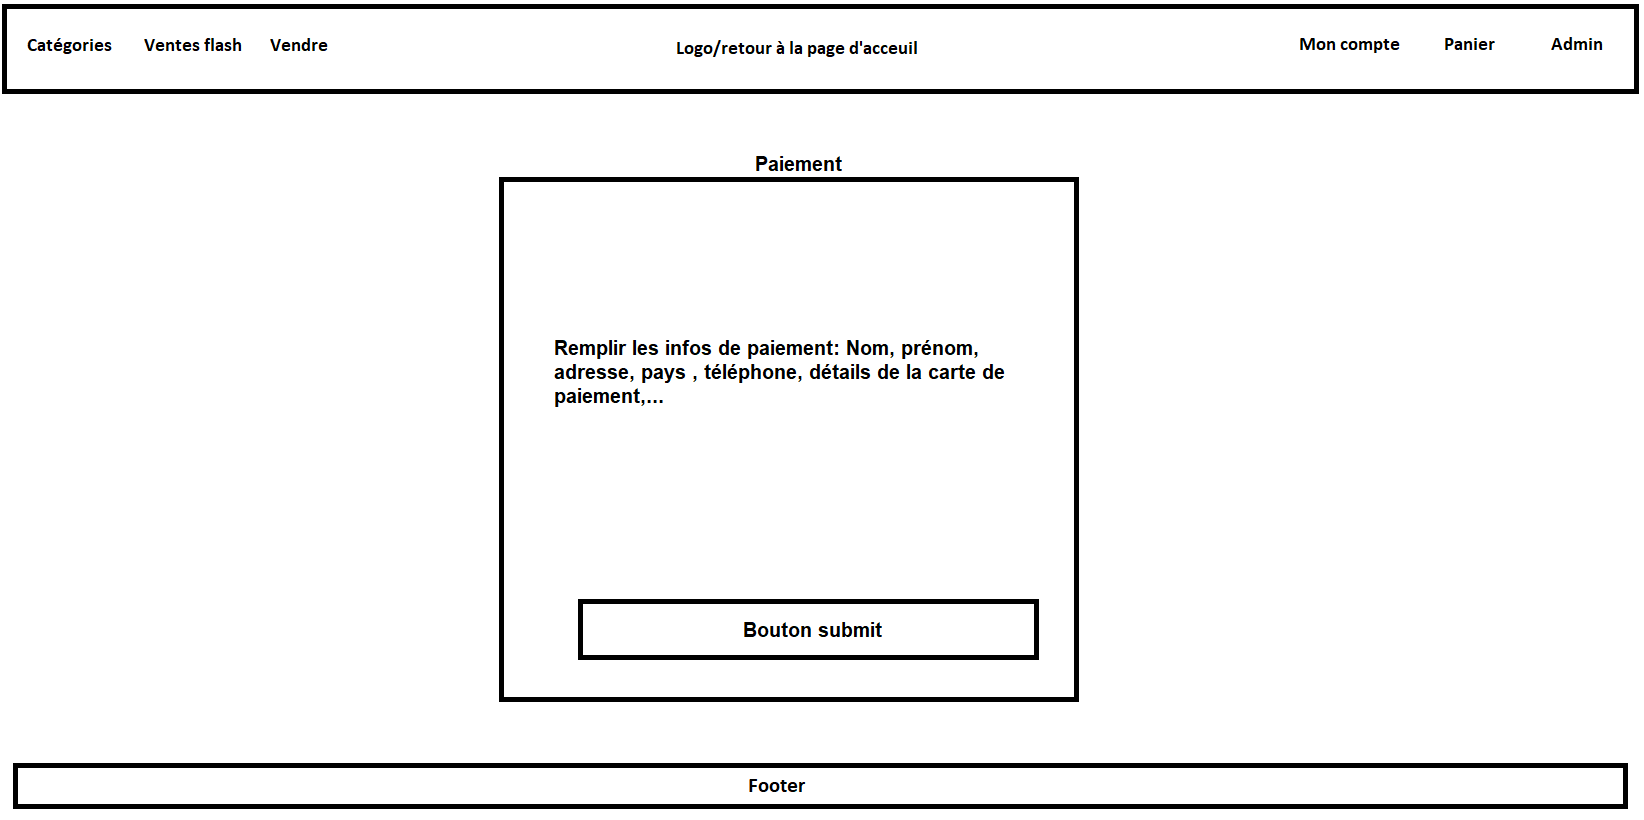 Catégories Ventes flash Vendre Logo/retour à la page d'acceuil Mon compte Panier Admin
Paiement
Remplir les infos de paiement: Nom, prénom,
adresse, pays , téléphone, détails de la carte de
paiement,...
Bouton submit
Footer